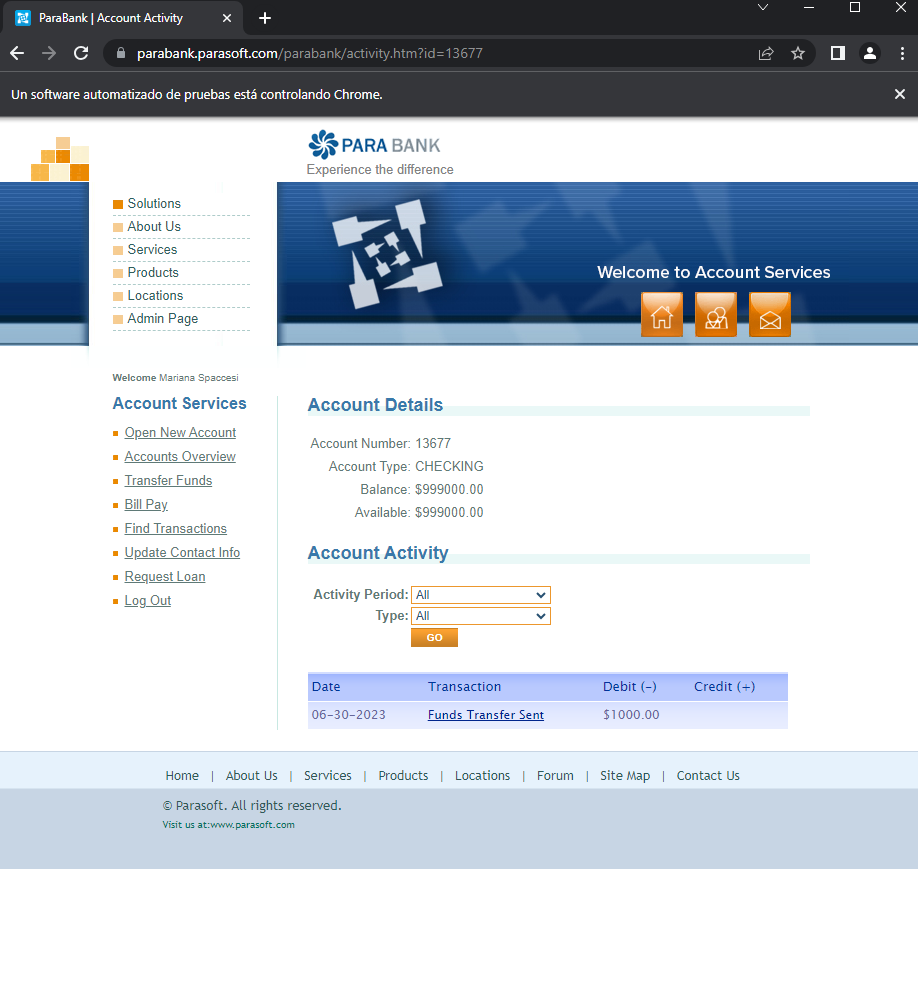 ParaBank | Account Activity
parabank.parasoft.com/parabank/activity.htm?id=13677
Un software automatizado de pruebas está controlando Chrome.
PARA BANK
Experience the difference
Solutions
About Us
Services
Products
Locations
Admin Page
Welcome to Account Services
Welcome Mariana Spaccesi
Account Services
Open New Account
Accounts Overview
Transfer Funds
Bill Pay
Find Transactions
Update Contact Info
Request Loan
Log Out
Account Details
Account Number: 13677
Account Type: CHECKING
Balance: $999000.00
Available: $999000.00
Account Activity
Activity Period: All
Type: All
GO
Date Transaction Debit (-) Credit (+)
06-30-2023 Funds Transfer Sent $1000.00
Home | About Us | Services | Products | Locations | Forum | Site Map | Contact Us
© Parasoft. All rights reserved.
Visit us at:www.parasoft.com